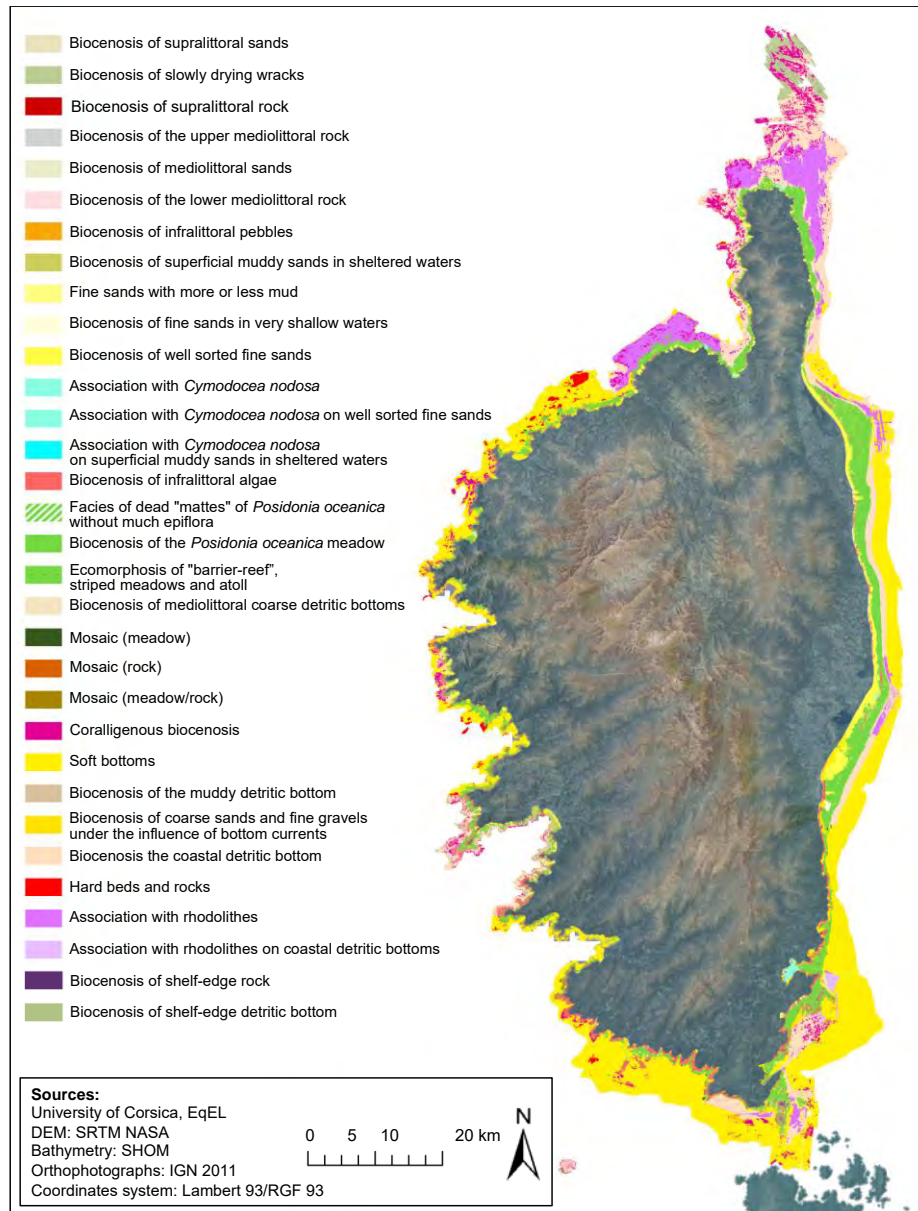 Biocenosis of supralittoral sands
Biocenosis of slowly drying wracks
Biocenosis of supralittoral rock
Biocenosis of the upper mediolittoral rock
Biocenosis of mediolittoral sands
Biocenosis of the lower mediolittoral rock
Biocenosis of infralittoral pebbles
Biocenosis of superficial muddy sands in sheltered waters
Fine sands with more or less mud
Biocenosis of fine sands in very shallow waters
Biocenosis of well sorted fine sands
Association with Cymodocea nodosa
Association with Cymodocea nodosa on well sorted fine sands
Association with Cymodocea nodosa
on superficial muddy sands in sheltered waters
Biocenosis of infralittoral algae
Facies of dead "mattes" of Posidonia oceanica
without much epiflora
Biocenosis of the Posidonia oceanica meadow
Ecomorphosis of "barrier-reef",
striped meadows and atoll
Biocenosis of mediolittoral coarse detritic bottoms
Mosaic (meadow)
Mosaic (rock)
Mosaic (meadow/rock)
Coralligenous biocenosis
Soft bottoms
Biocenosis of the muddy detritic bottom
Biocenosis of coarse sands and fine gravels
under the influence of bottom currents
Biocenosis the coastal detritic bottom
Hard beds and rocks
Association with rhodolithes
Association with rhodolithes on coastal detritic bottoms
Biocenosis of shelf-edge rock
Biocenosis of shelf-edge detritic bottom
Sources:
University of Corsica, EqEL
DEM: SRTM NASA
Bathymetry: SHOM
Orthophotographs: IGN 2011
Coordinates system: Lambert 93/RGF 93
0 5 10 20 km
N